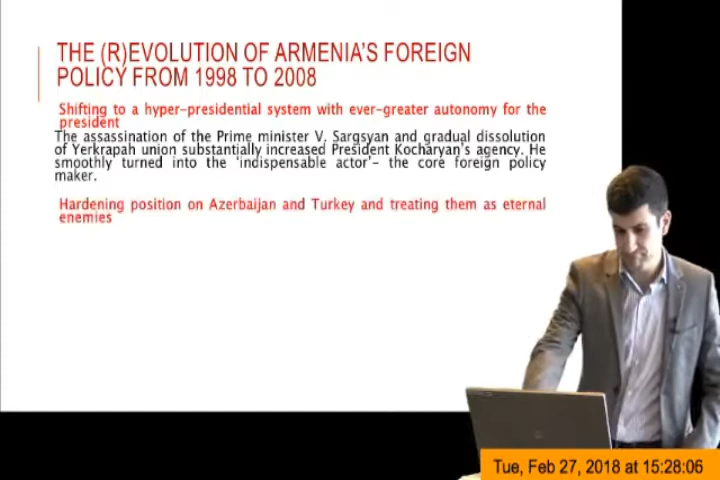 THE (R)EVOLUTION OF ARMENIA'S FOREIGN
POLICY FROM 1998 TO 2008
Shifting to a hyper-presidential system with ever-greater autonomy for the
president
The assassination of the Prime minister V. Sargsyan and gradual dissolution
of Yerkrapah union substantially increased President Kocharyan's agency. He
smoothly turned into the 'indispensable actor'- the core foreign policy
maker.
Hardening position on Azerbaijan and Turkey and treating them as eternal
enemies
Tue, Feb 27, 2018 at 15:28:06